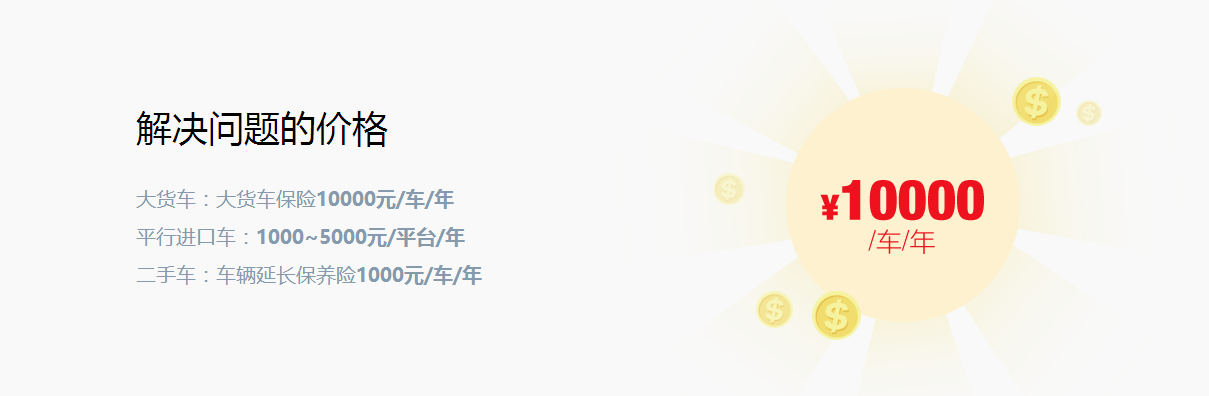 解决问题的价格
大货车：大货车保险10000元/车/年
平行进口车：1000~5000元/平台/年
二手车：车辆延长保养险1000元/车/年
¥10000
/车/年
$
$
$
$
$